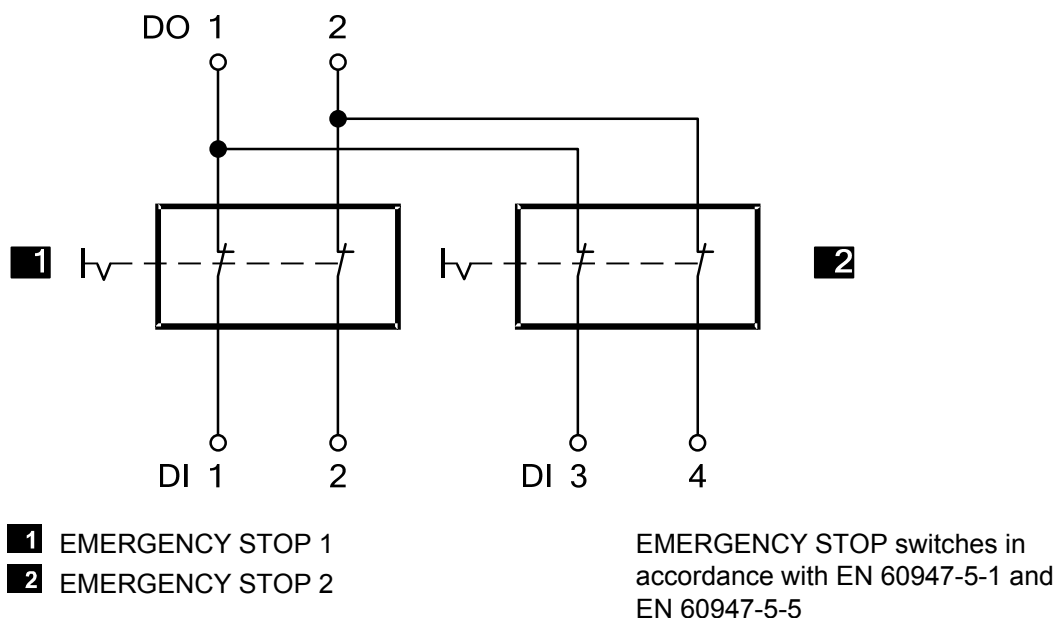 DO 1 2
1 2
DI 1 2 DI 3 4
1 EMERGENCY STOP 1
2 EMERGENCY STOP 2
EMERGENCY STOP switches in
accordance with EN 60947-5-1 and
EN 60947-5-5